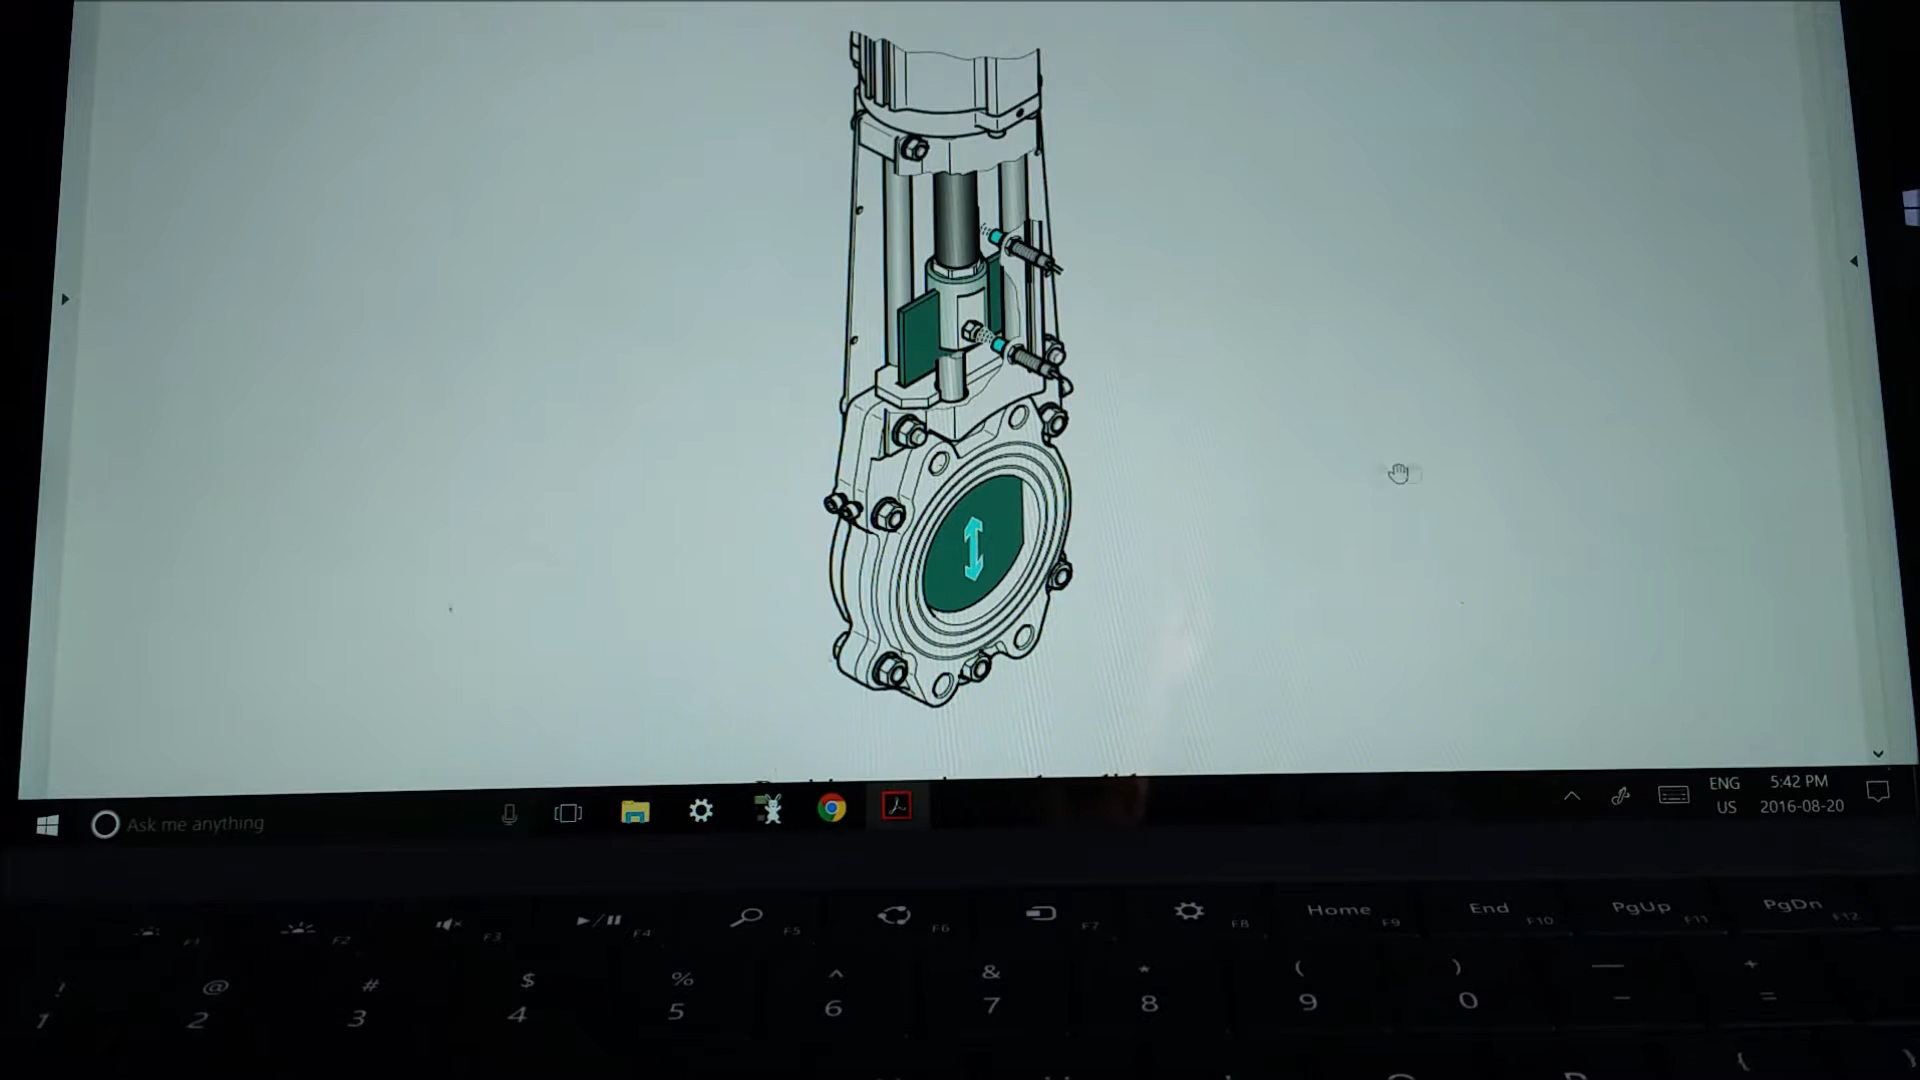 Ask me anything
ENG
US
5:42 PM
2016-08-20
F1
F2
F3
F4
F5
F6
F7
F8
Home F9
End F10
PgUp F11
PgDn F12
! 1
@ 2
# 3
$ 4
% 5
^ 6
& 7
* 8
( 9
) 0
— -
+ =
{
}